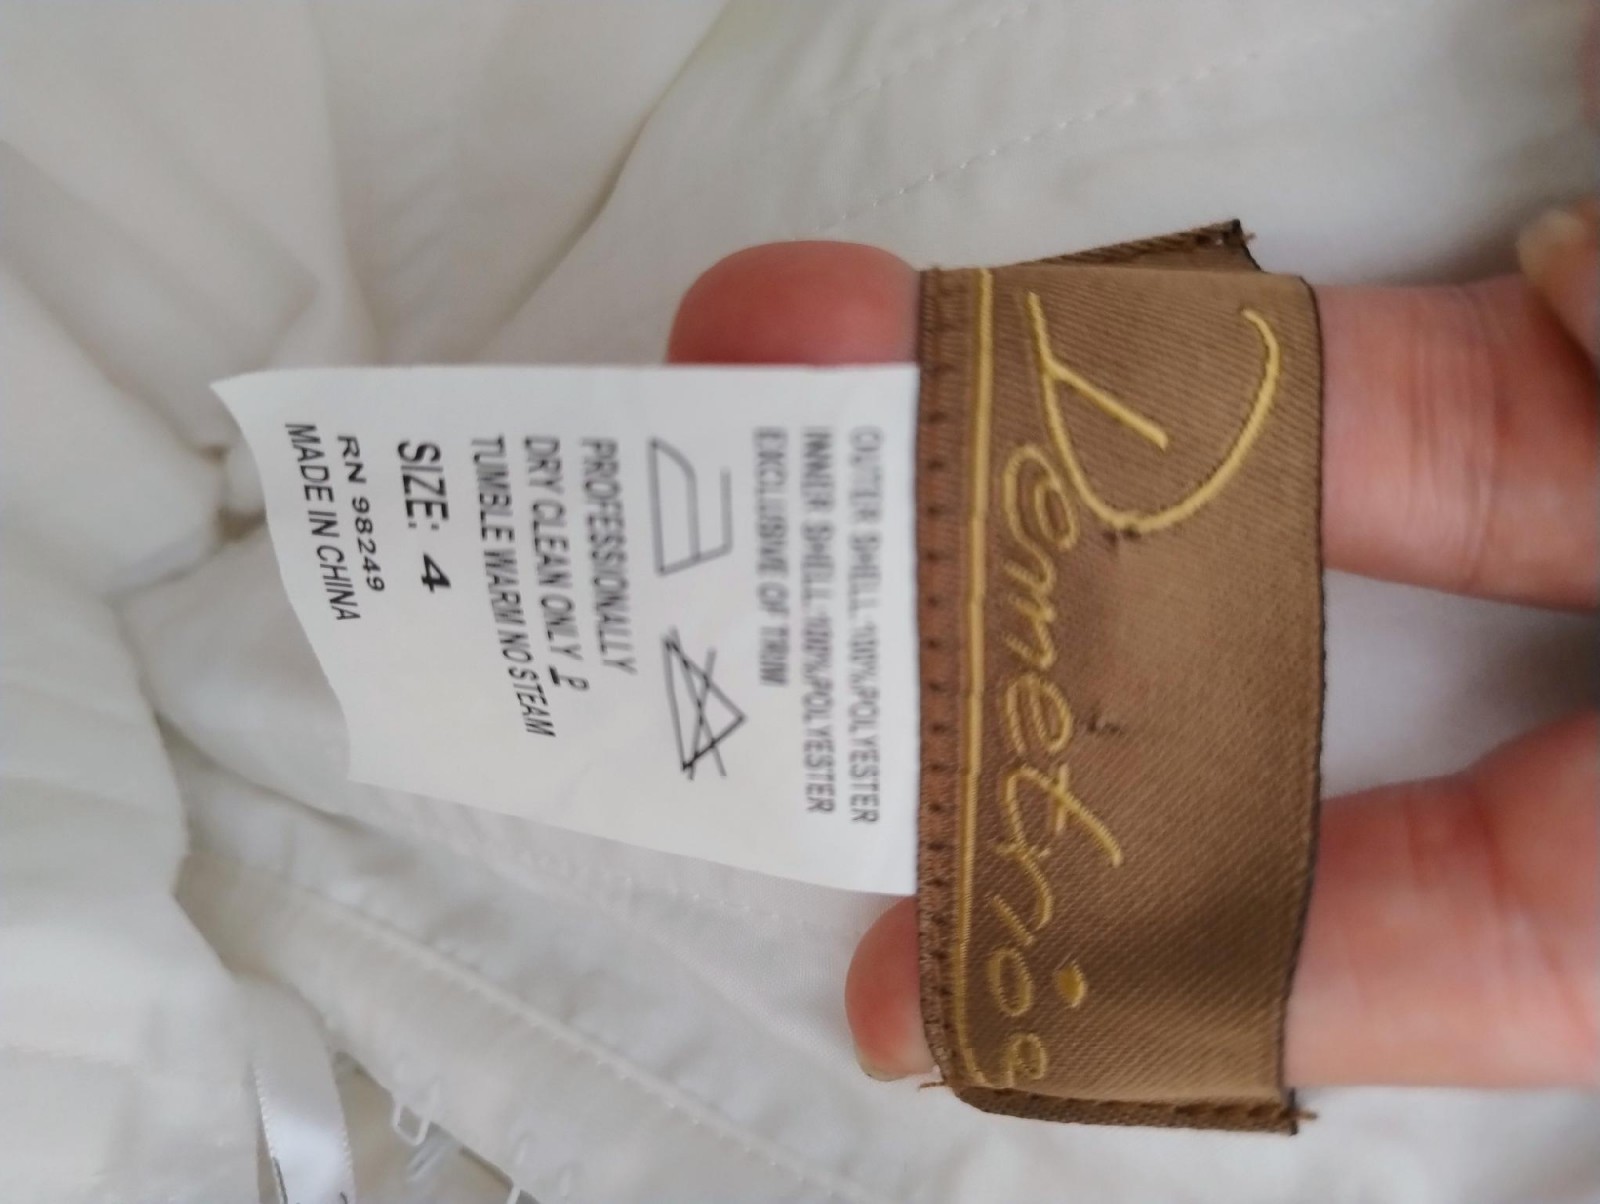 Demetrios
OUTER SHELL-100%POLYESTER
INNER SHELL-100%POLYESTER
EXCLUSIVE OF TRIM
PROFESSIONALLY
DRY CLEAN ONLY P
TUMBLE WARM NO STEAM
SIZE: 4
RN 98249
MADE IN CHINA